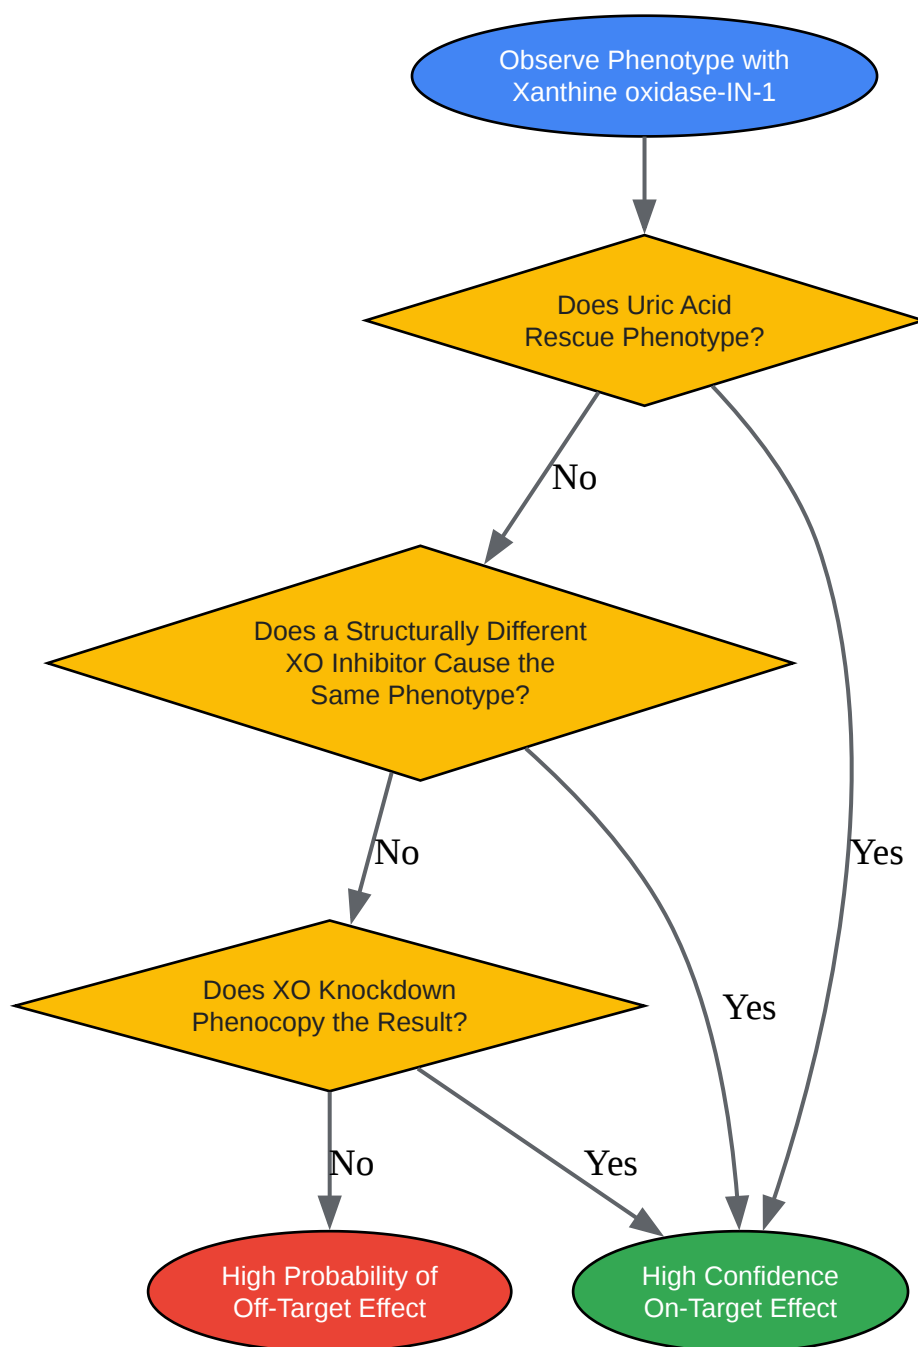 Observe Phenotype with
Xanthine oxidase-IN-1
Does Uric Acid
Rescue Phenotype?
No
Does a Structurally Different
XO Inhibitor Cause the
Same Phenotype?
No
Yes
Does XO Knockdown
Phenocopy the Result?
Yes
No
Yes
High Probability of
Off-Target Effect
High Confidence
On-Target Effect